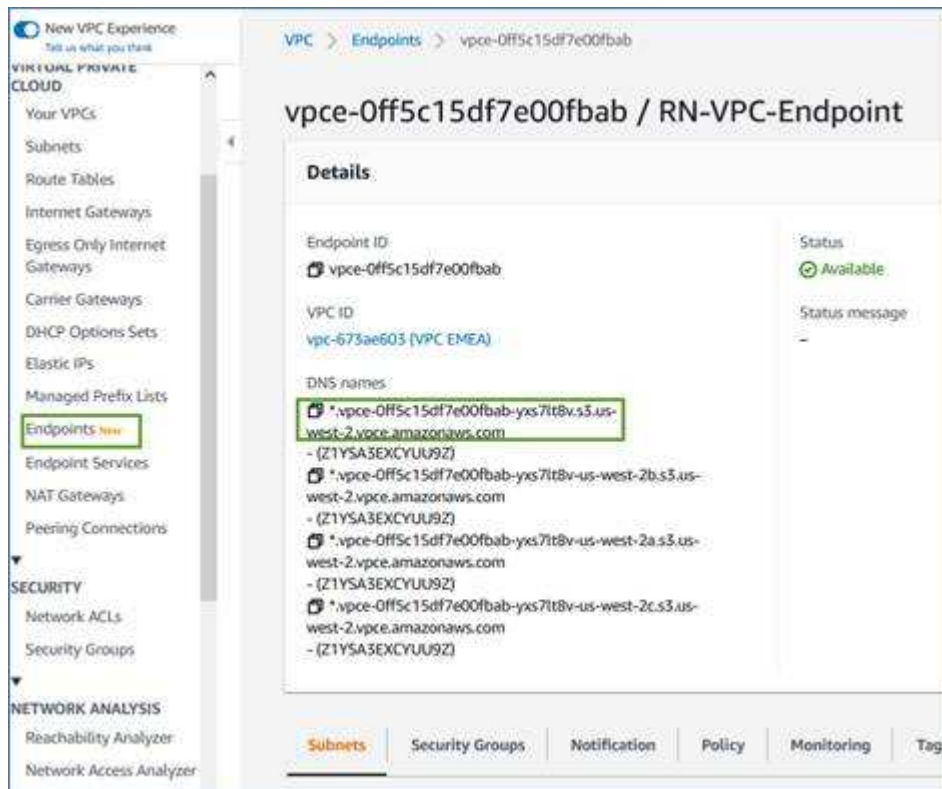 New VPC Experience
Tell us what you think
VIRTUAL PRIVATE
CLOUD
Your VPCs
Subnets
Route Tables
Internet Gateways
Egress Only Internet
Gateways
Carrier Gateways
DHCP Options Sets
Elastic IPs
Managed Prefix Lists
Endpoints New
Endpoint Services
NAT Gateways
Peering Connections
SECURITY
Network ACLs
Security Groups
NETWORK ANALYSIS
Reachability Analyzer
Network Access Analyzer
VPC > Endpoints > vpce-0ff5c15df7e00fbab
vpce-0ff5c15df7e00fbab / RN-VPC-Endpoint
Details
Endpoint ID
vpce-0ff5c15df7e00fbab
VPC ID
vpc-673ae603 (VPC EMEA)
DNS names
*.vpce-0ff5c15df7e00fbab-yxs7lt8v.s3.us-
west-2.vpce.amazonaws.com
- (Z1YSA3EXCYUU9Z)
*.vpce-0ff5c15df7e00fbab-yxs7lt8v-us-west-2b.s3.us-
west-2.vpce.amazonaws.com
- (Z1YSA3EXCYUU9Z)
*.vpce-0ff5c15df7e00fbab-yxs7lt8v-us-west-2a.s3.us-
west-2.vpce.amazonaws.com
- (Z1YSA3EXCYUU9Z)
*.vpce-0ff5c15df7e00fbab-yxs7lt8v-us-west-2c.s3.us-
west-2.vpce.amazonaws.com
- (Z1YSA3EXCYUU9Z)
Status
Available
Status message
-
Subnets Security Groups Notification Policy Monitoring Tag